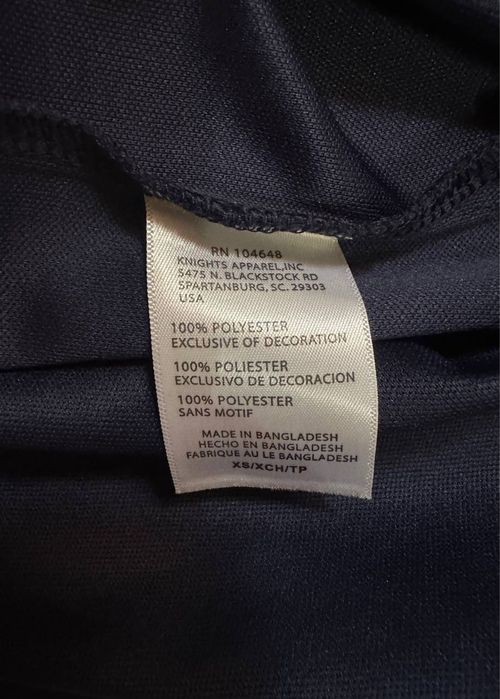 RN 104648
KNIGHTS APPAREL,INC
5475 N. BLACKSTOCK RD
SPARTANBURG, SC. 29303
USA
100% POLYESTER
EXCLUSIVE OF DECORATION
100% POLIESTER
EXCLUSIVO DE DECORACION
100% POLYESTER
SANS MOTIF
MADE IN BANGLADESH
HECHO EN BANGLADESH
FABRIQUE AU LE BANGLADESH
XS/XCH/TP